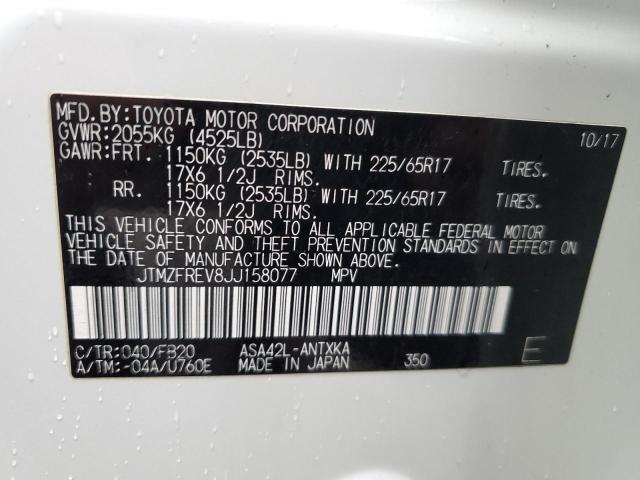 MFD.BY:TOYOTA MOTOR CORPORATION 10/17
GVWR:2055KG (4525LB)
GAWR:FRT. 1150KG (2535LB) WITH 225/65R17 TIRES.
17X6 1/2J RIMS.
RR. 1150KG (2535LB) WITH 225/65R17 TIRES.
17X6 1/2J RIMS.
THIS VEHICLE CONFORMS TO ALL APPLICABLE FEDERAL MOTOR
VEHICLE SAFETY AND THEFT PREVENTION STANDARDS IN EFFECT ON
THE DATE OF MANUFACTURE SHOWN ABOVE.
JTMZFREV8JJ158077 MPV
C/TR:040/FB20 ASA42L-ANTXKA
A/TM:-04A/U760E MADE IN JAPAN 350 E